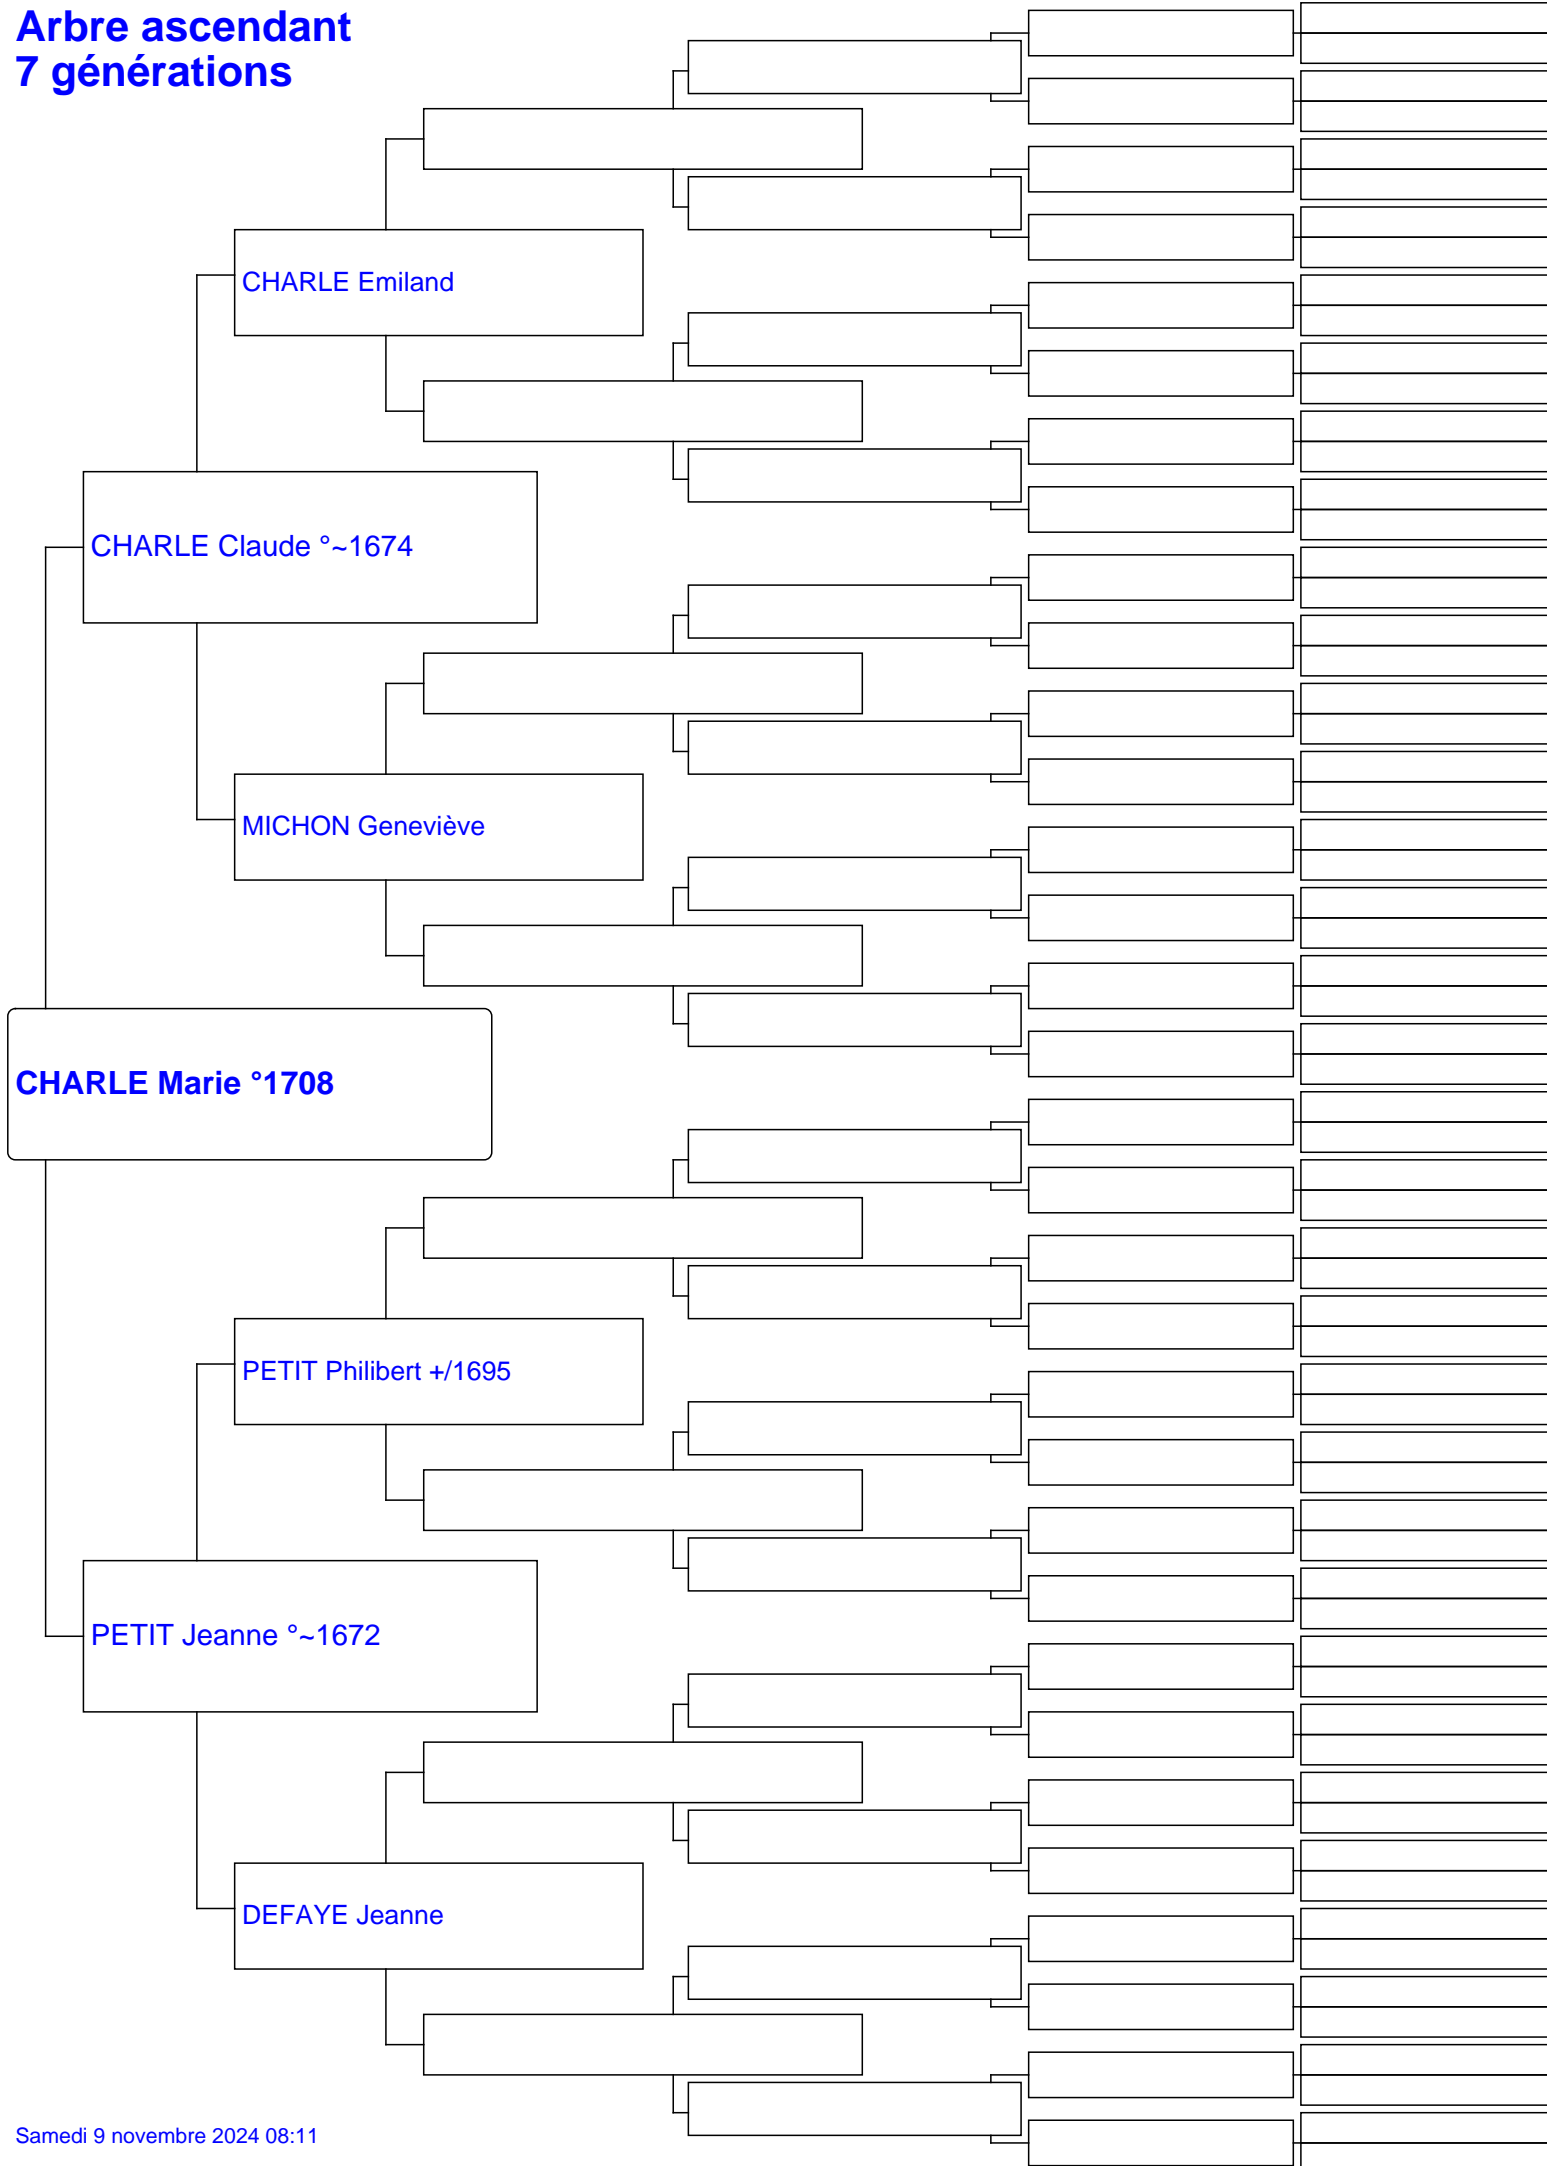 Arbre ascendant
7 générations
CHARLE Emiland
CHARLE Claude °~1674
MICHON Geneviève
CHARLE Marie °1708
PETIT Philibert +/1695
PETIT Jeanne °~1672
DEFAYE Jeanne
Samedi 9 novembre 2024 08:11